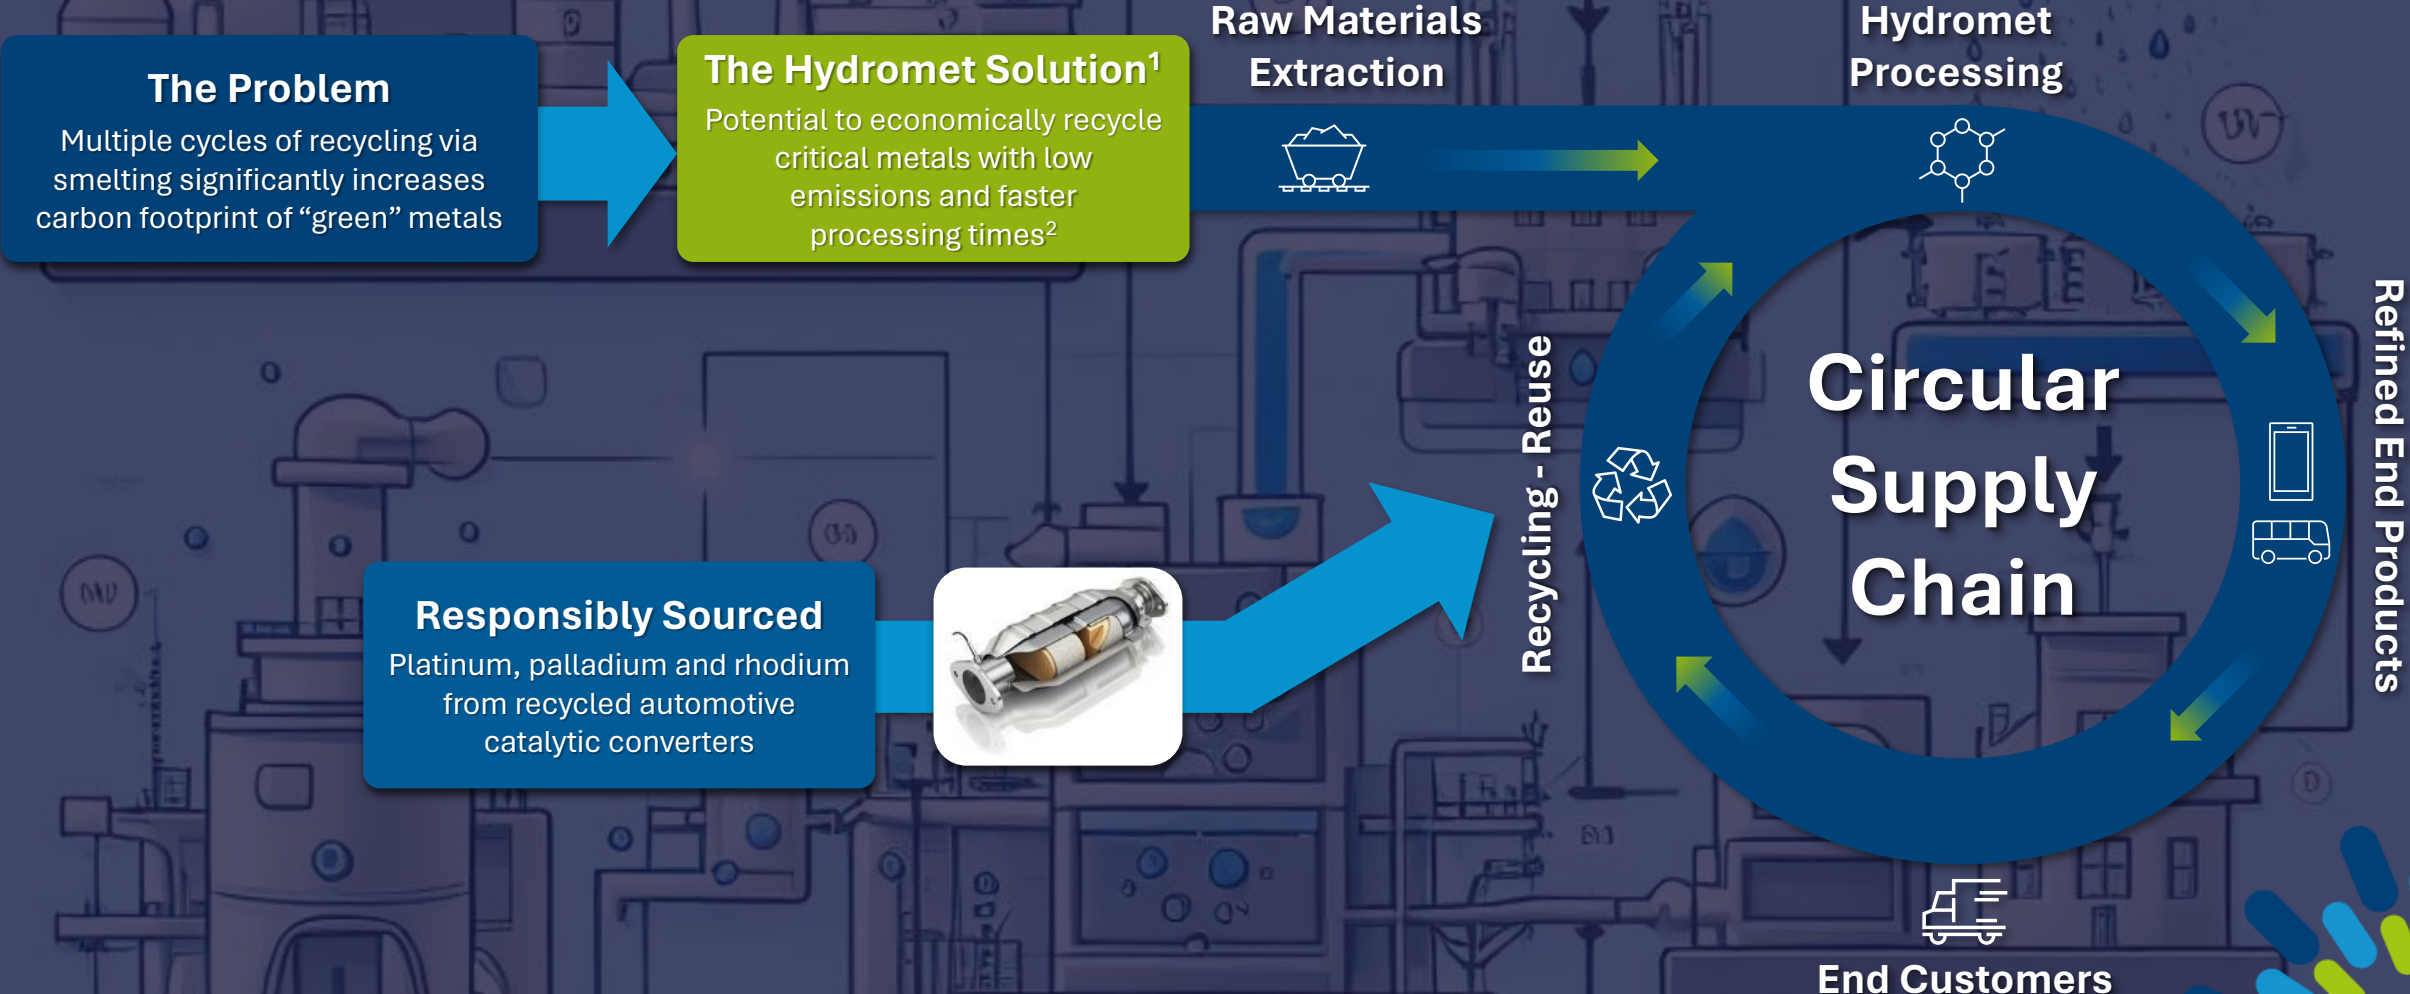 The Problem
Multiple cycles of recycling via
smelting significantly increases
carbon footprint of “green” metals
The Hydromet Solution¹
Potential to economically recycle
critical metals with low
emissions and faster
processing times²
Raw Materials
Extraction
Hydromet
Processing
Refined End Products
End Customers
Recycling - Reuse
Circular
Supply
Chain
Responsibly Sourced
Platinum, palladium and rhodium
from recycled automotive
catalytic converters